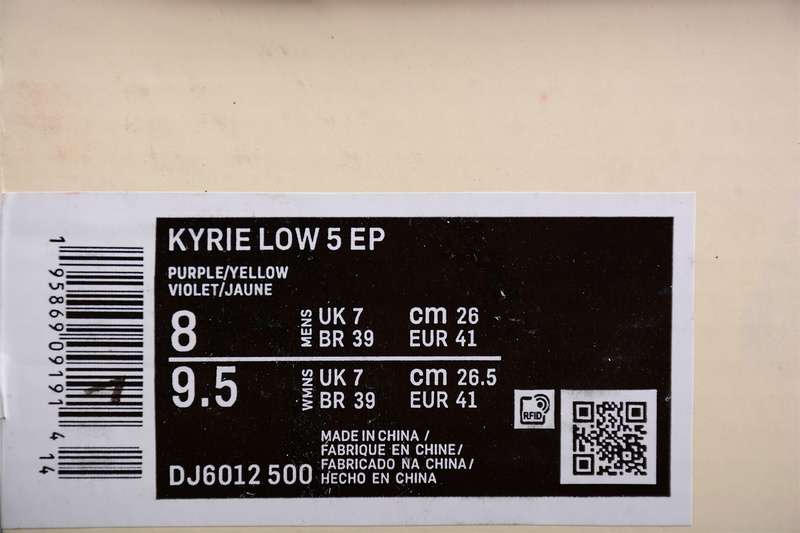 KYRIE LOW 5 EP
PURPLE/YELLOW
VIOLET/JAUNE
8 MENS UK 7 cm 26
BR 39 EUR 41
9.5 WMNS UK 7 cm 26.5
BR 39 EUR 41
RFID
MADE IN CHINA /
FABRIQUE EN CHINE/
FABRICADO NA CHINA/
HECHO EN CHINA
DJ6012 500
1 95869 09191 4 14